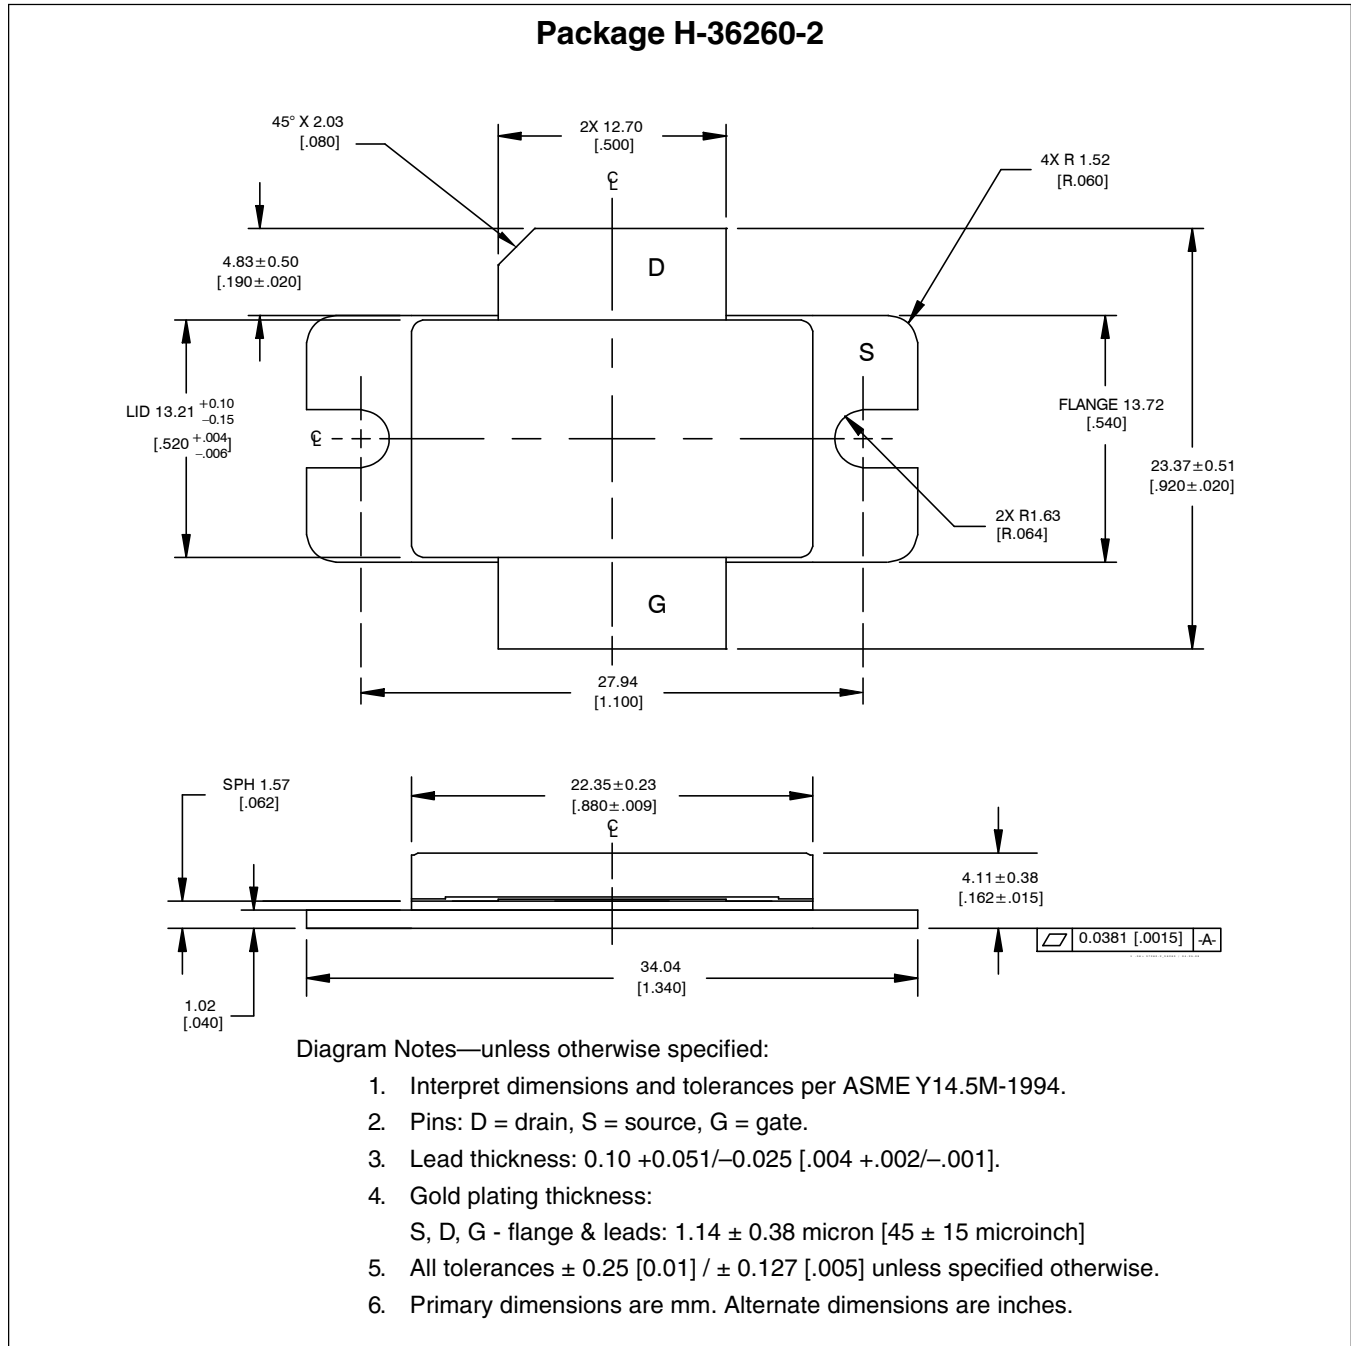 Package H-36260-2
45° X 2.03
[.080]
2X 12.70
[.500]
℄
4X R 1.52
[R.060]
4.83±0.50
[.190±.020]
D
S
LID 13.21 +0.10
–0.15
[.520 +.004
–.006]
℄
FLANGE 13.72
[.540]
23.37±0.51
[.920±.020]
2X R1.63
[R.064]
G
27.94
[1.100]
SPH 1.57
[.062]
22.35±0.23
[.880±.009]
℄
4.11±0.38
[.162±.015]
0.0381 [.0015] -A-
34.04
[1.340]
1.02
[.040]
Diagram Notes—unless otherwise specified:
1. Interpret dimensions and tolerances per ASME Y14.5M-1994.
2. Pins: D = drain, S = source, G = gate.
3. Lead thickness: 0.10 +0.051/–0.025 [.004 +.002/–.001].
4. Gold plating thickness:
S, D, G - flange & leads: 1.14 ± 0.38 micron [45 ± 15 microinch]
5. All tolerances ± 0.25 [0.01] / ± 0.127 [.005] unless specified otherwise.
6. Primary dimensions are mm. Alternate dimensions are inches.